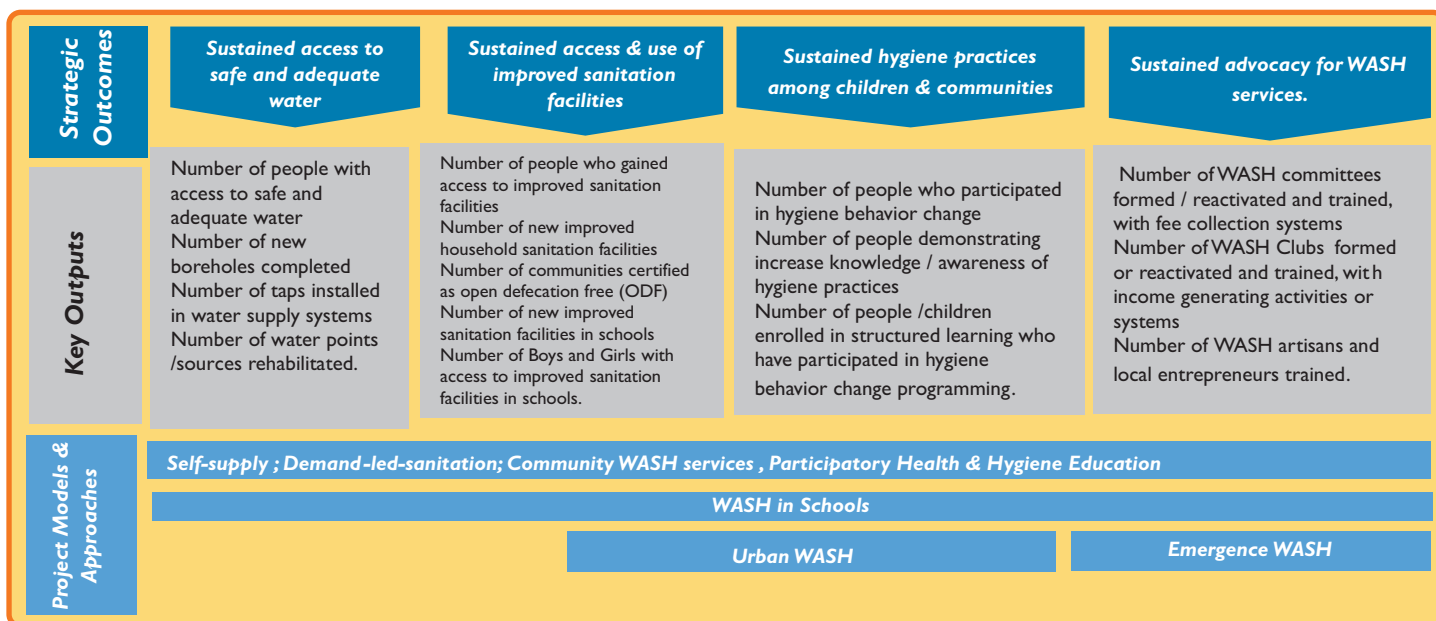 Strategic
Outcomes
Sustained access to
safe and adequate
water
Sustained access & use of
improved sanitation
facilities
Sustained hygiene practices
among children & communities
Sustained advocacy for WASH
services.
Key Outputs
Number of people with
access to safe and
adequate water
Number of new
boreholes completed
Number of taps installed
in water supply systems
Number of water points
/sources rehabilitated.
Number of people who gained
access to improved sanitation
facilities
Number of new improved
household sanitation facilities
Number of communities certified
as open defecation free (ODF)
Number of new improved
sanitation facilities in schools
Number of Boys and Girls with
access to improved sanitation
facilities in schools.
Number of people who participated
in hygiene behavior change
Number of people demonstrating
increase knowledge / awareness of
hygiene practices
Number of people /children
enrolled in structured learning who
have participated in hygiene
behavior change programming.
Number of WASH committees
formed / reactivated and trained,
with fee collection systems
Number of WASH Clubs formed
or reactivated and trained, with
income generating activities or
systems
Number of WASH artisans and
local entrepreneurs trained.
Project Models &
Approaches
Self-supply ; Demand-led-sanitation; Community WASH services , Participatory Health & Hygiene Education
WASH in Schools
Urban WASH
Emergence WASH